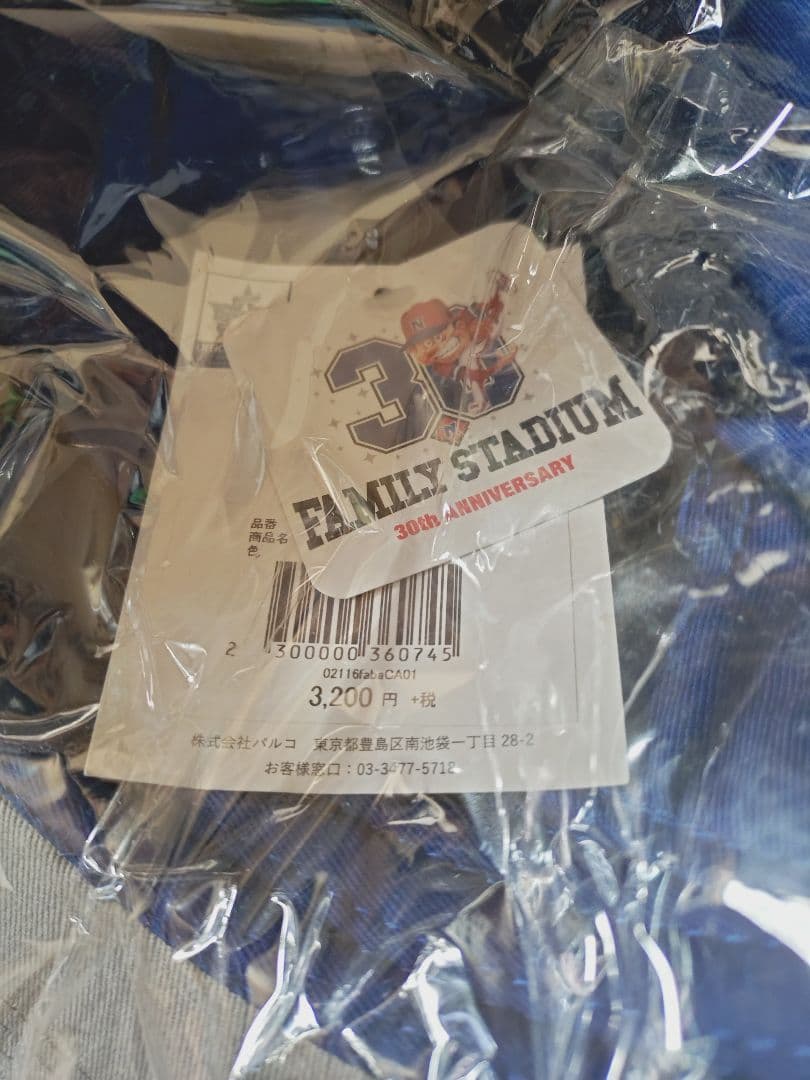 N
30
FAMILY STADIUM
30th ANNIVERSARY
品番
商品名
色
2 300000 360745
02116fabaCA01
3,200 円 +税
株式会社パルコ 東京都豊島区南池袋一丁目 28-2
お客様窓口:03-3477-5712